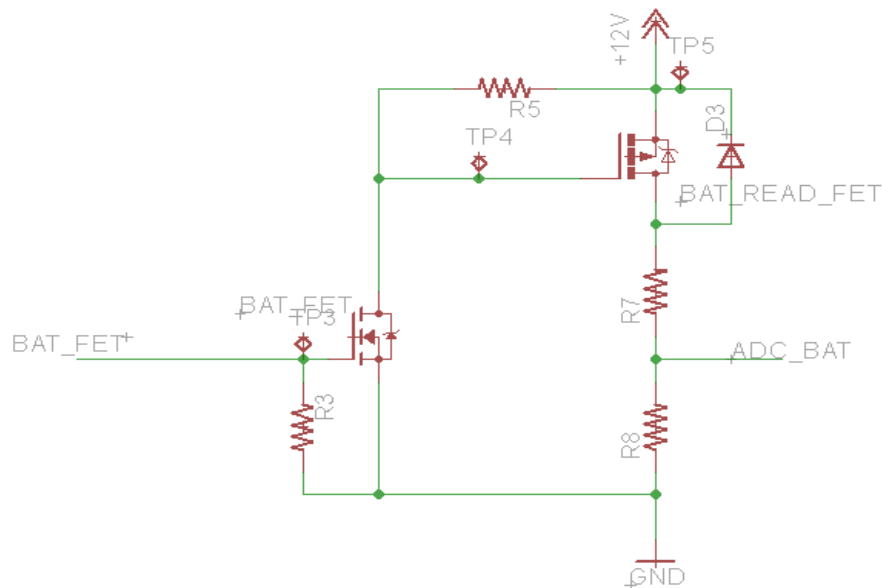 +12V
TP5
R5
D3
TP4
BAT_READ_FET
BAT_FET
TP3
R7
BAT_FET
ADC_BAT
R3
R8
GND